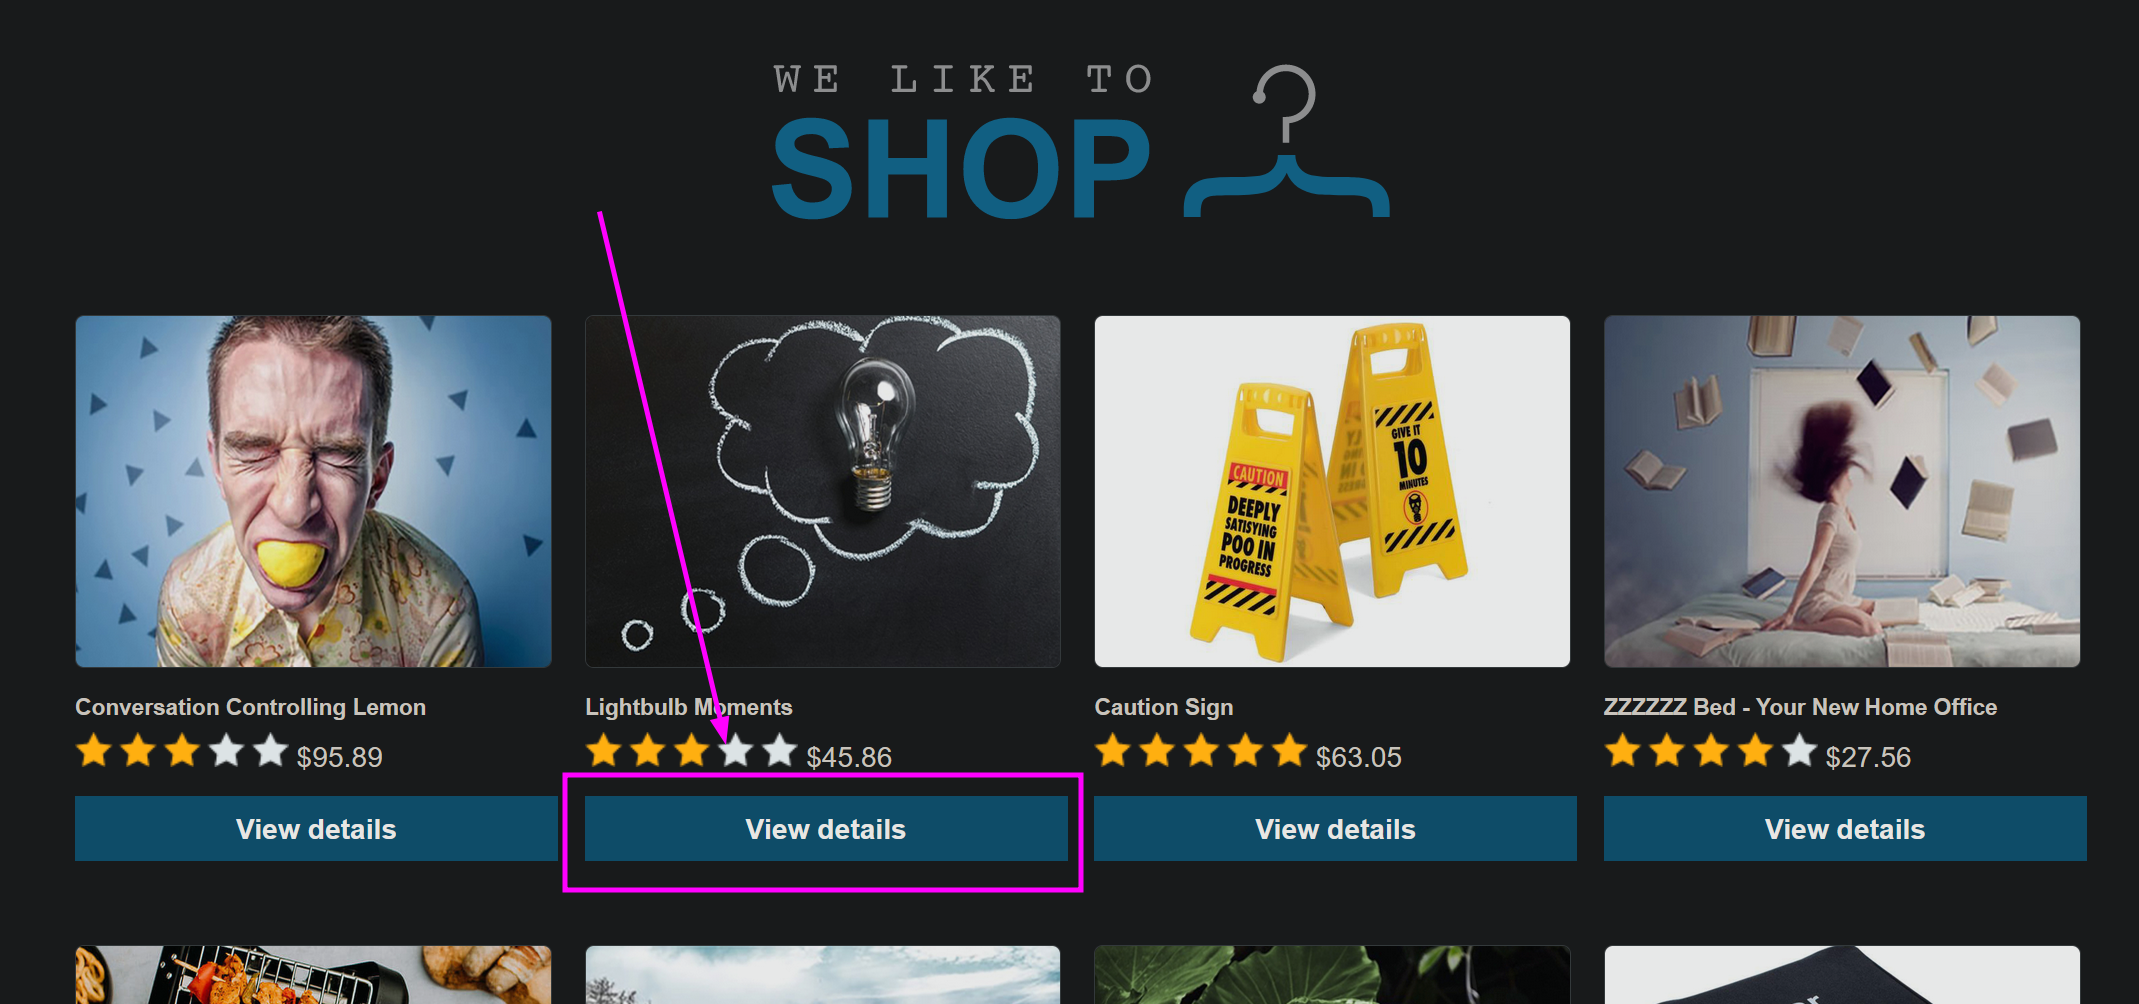 WE LIKE TO
SHOP
CAUTION
DEEPLY
SATISYING
POO IN
PROGRESS
GIVE IT
10
MINUTES
Conversation Controlling Lemon
Lightbulb Moments
Caution Sign
ZZZZZZ Bed - Your New Home Office
$95.89
$45.86
$63.05
$27.56
View details
View details
View details
View details